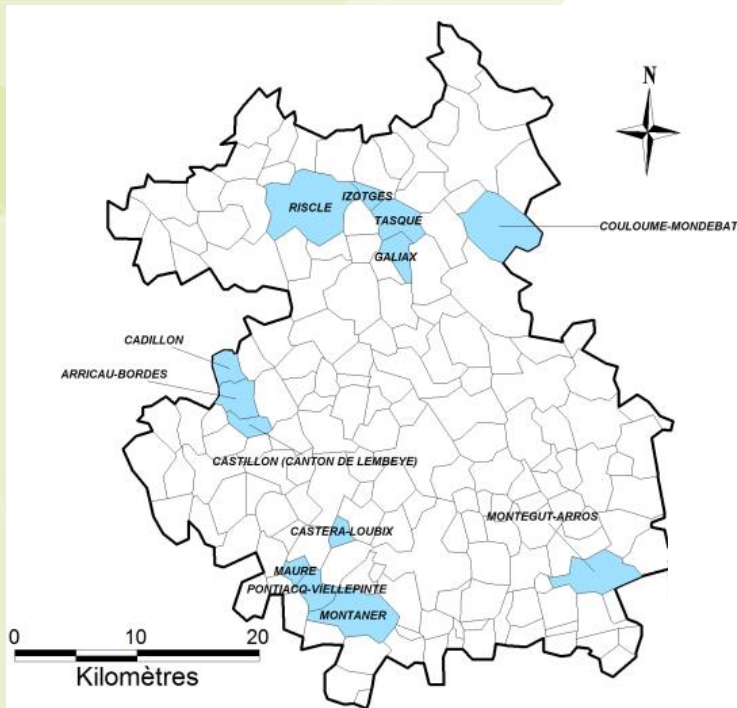 N
IZOTGES
RISCLE
TASQUE
COULOUME-MONDEBAT
GALIAX
CADILLON
ARRICAU-BORDES
CASTILLON (CANTON DE LEMBEYE)
MONTEGUT-ARROS
CASTERA-LOUBIX
MAURE
PONTIACQ-VIELLEPINTE
MONTANER
0 10 20
Kilomètres